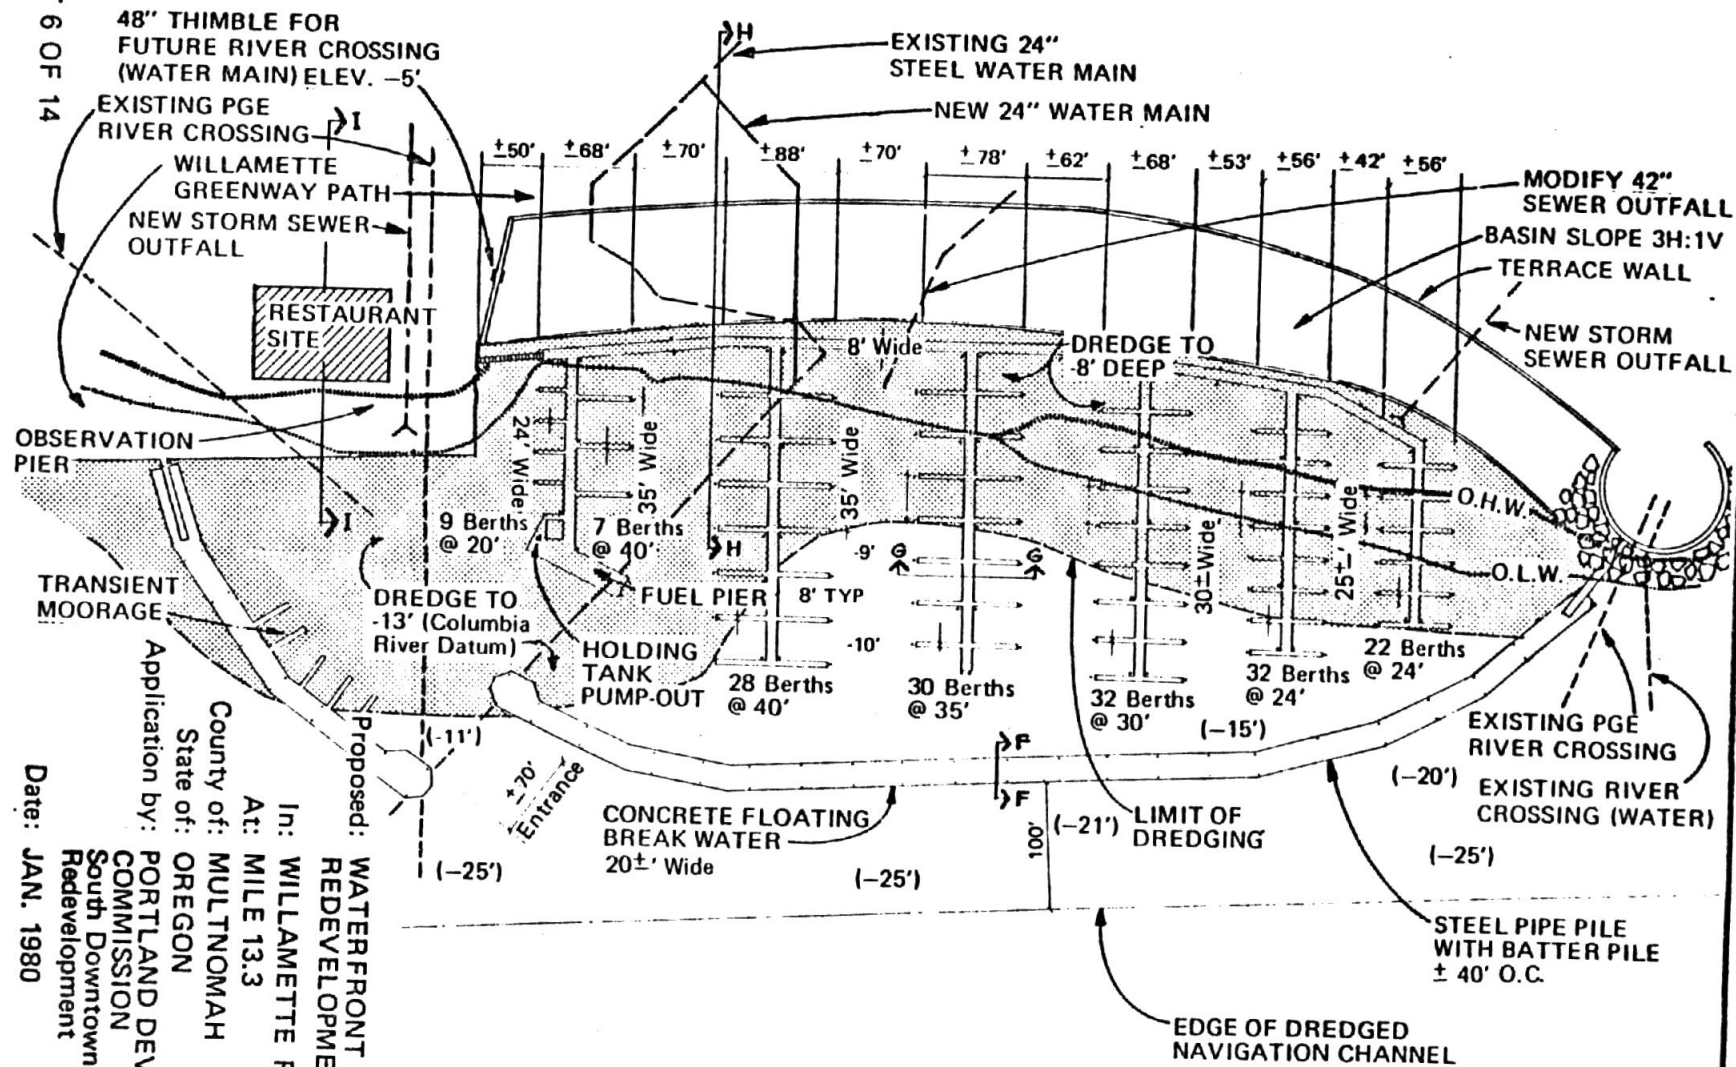 6 OF 14
48" THIMBLE FOR
FUTURE RIVER CROSSING
(WATER MAIN) ELEV. −5'
EXISTING PGE
RIVER CROSSING
I
WILLAMETTE
GREENWAY PATH
NEW STORM SEWER
OUTFALL
RESTAURANT
SITE
H
EXISTING 24"
STEEL WATER MAIN
NEW 24" WATER MAIN
±50' ±68' ±70' ±88' ±70' ±78' ±62' ±68' ±53' ±56' ±42' ±56'
MODIFY 42"
SEWER OUTFALL
BASIN SLOPE 3H:1V
TERRACE WALL
NEW STORM
SEWER OUTFALL
8' Wide
DREDGE TO
-8' DEEP
OBSERVATION
PIER
24' Wide
35' Wide
35' Wide
30± Wide
25±' Wide
O.H.W.
O.L.W.
I
9 Berths
@ 20'
7 Berths
@ 40'
H
-9'
G G
TRANSIENT
MOORAGE
DREDGE TO
-13' (Columbia
River Datum)
FUEL PIER
8' TYP
-10'
HOLDING
TANK
PUMP-OUT
28 Berths
@ 40'
30 Berths
@ 35'
32 Berths
@ 30'
32 Berths
@ 24'
22 Berths
@ 24'
(-11')
(-15')
(-20')
±70'
Entrance
F
F
CONCRETE FLOATING
BREAK WATER
20±' Wide
100'
(-21')
LIMIT OF
DREDGING
EXISTING PGE
RIVER CROSSING
EXISTING RIVER
CROSSING (WATER)
(-25')
(-25')
(-25')
STEEL PIPE PILE
WITH BATTER PILE
± 40' O.C.
EDGE OF DREDGED
NAVIGATION CHANNEL
Proposed: WATERFRONT
REDEVELOPME
In: WILLAMETTE
At: MILE 13.3
County of: MULTNOMAH
State of: OREGON
Application by: PORTLAND DEV
COMMISSION
South Downtown
Redevelopment
Date: JAN. 1980